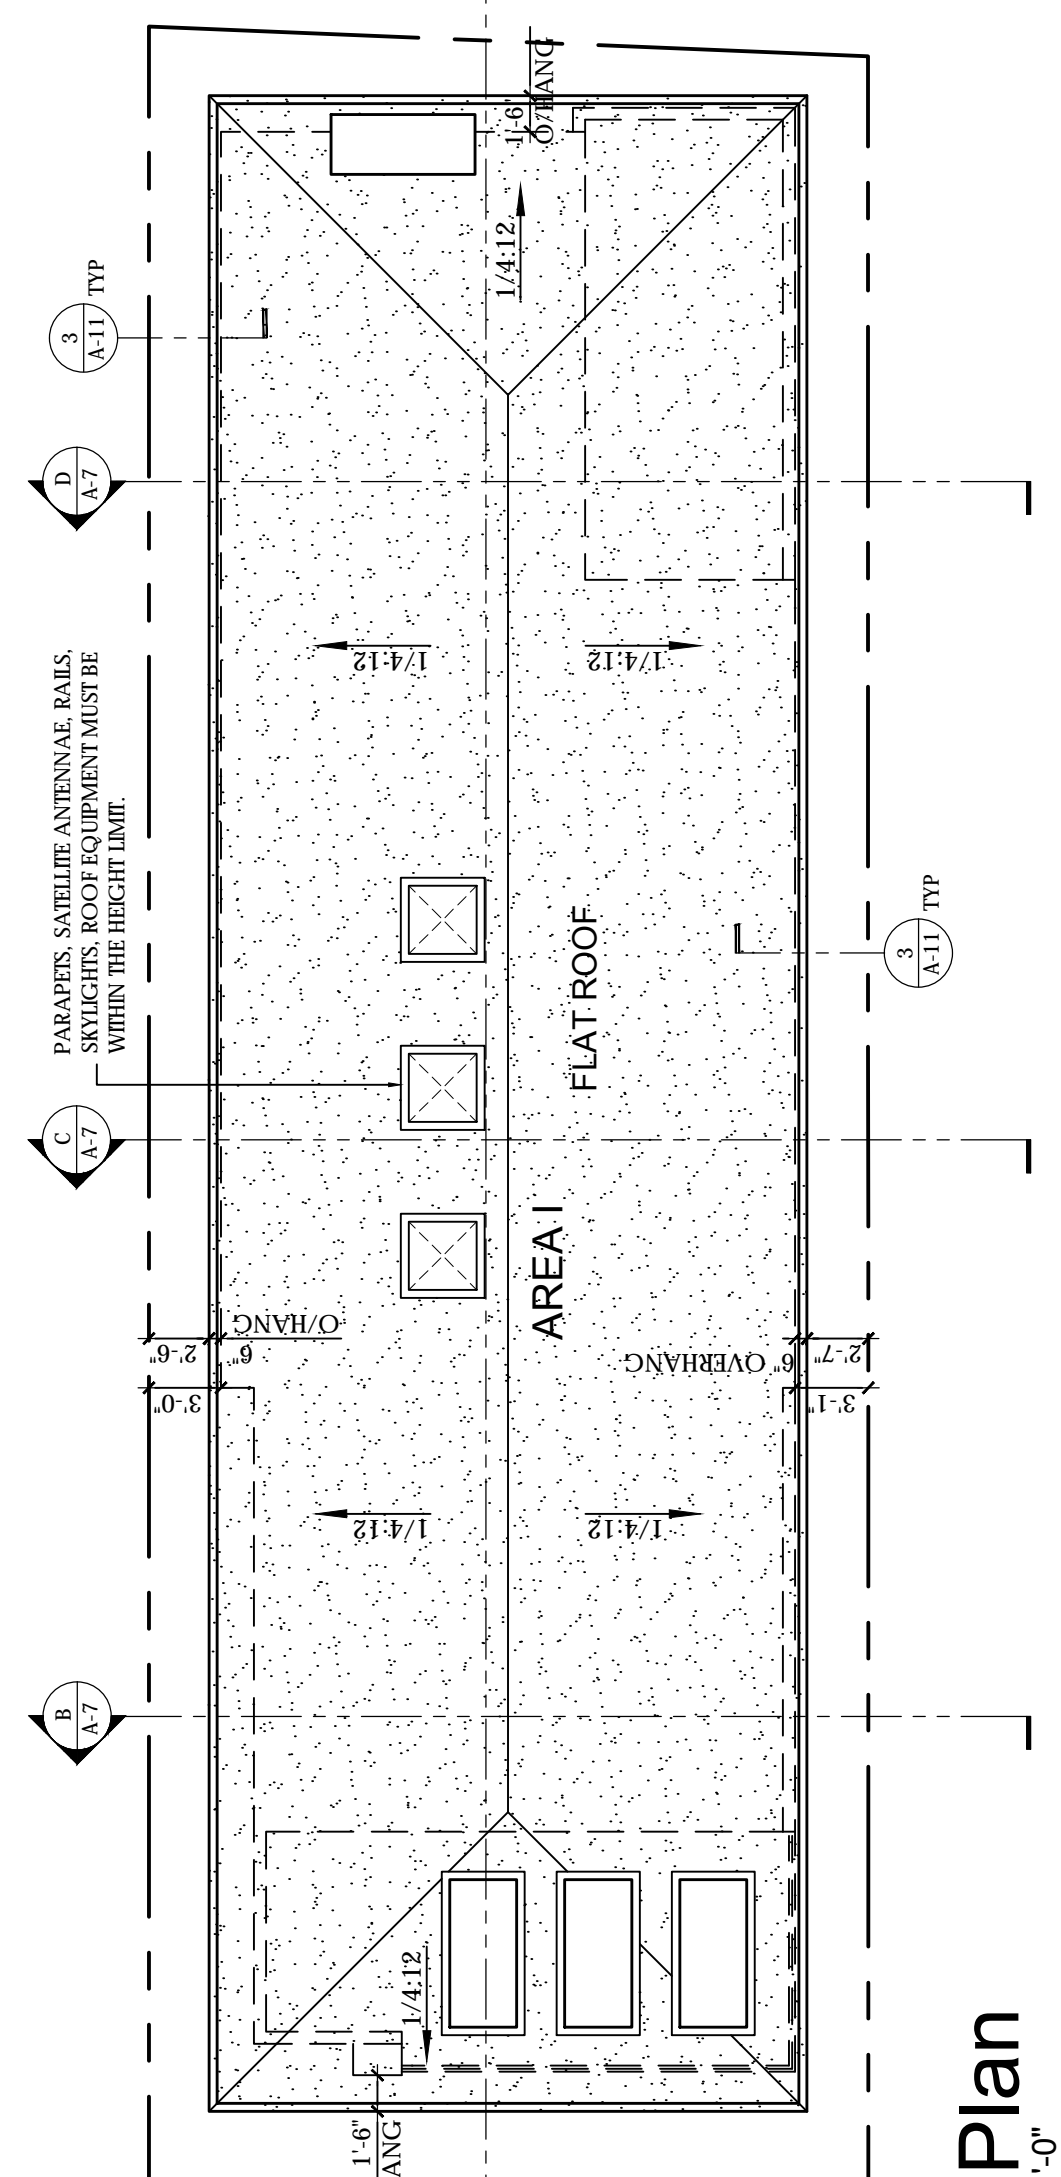 1'-6"
O/HANG
1/4:12
3
A-11
TYP
D
A-7
1/4:12
1/4:12
PARAPETS, SATELLITE ANTENNAE, RAILS,
SKYLIGHTS, ROOF EQUIPMENT MUST BE
WITHIN THE HEIGHT LIMIT.
FLAT ROOF
3
A-11
TYP
C
A-7
AREA I
2'-6"
6"
O/HANG
6" OVERHANG
2'-7"
3'-0"
3'-1"
1/4:12
1/4:12
B
A-7
1/4:12
1'-6"
ANG
Plan
'-0"